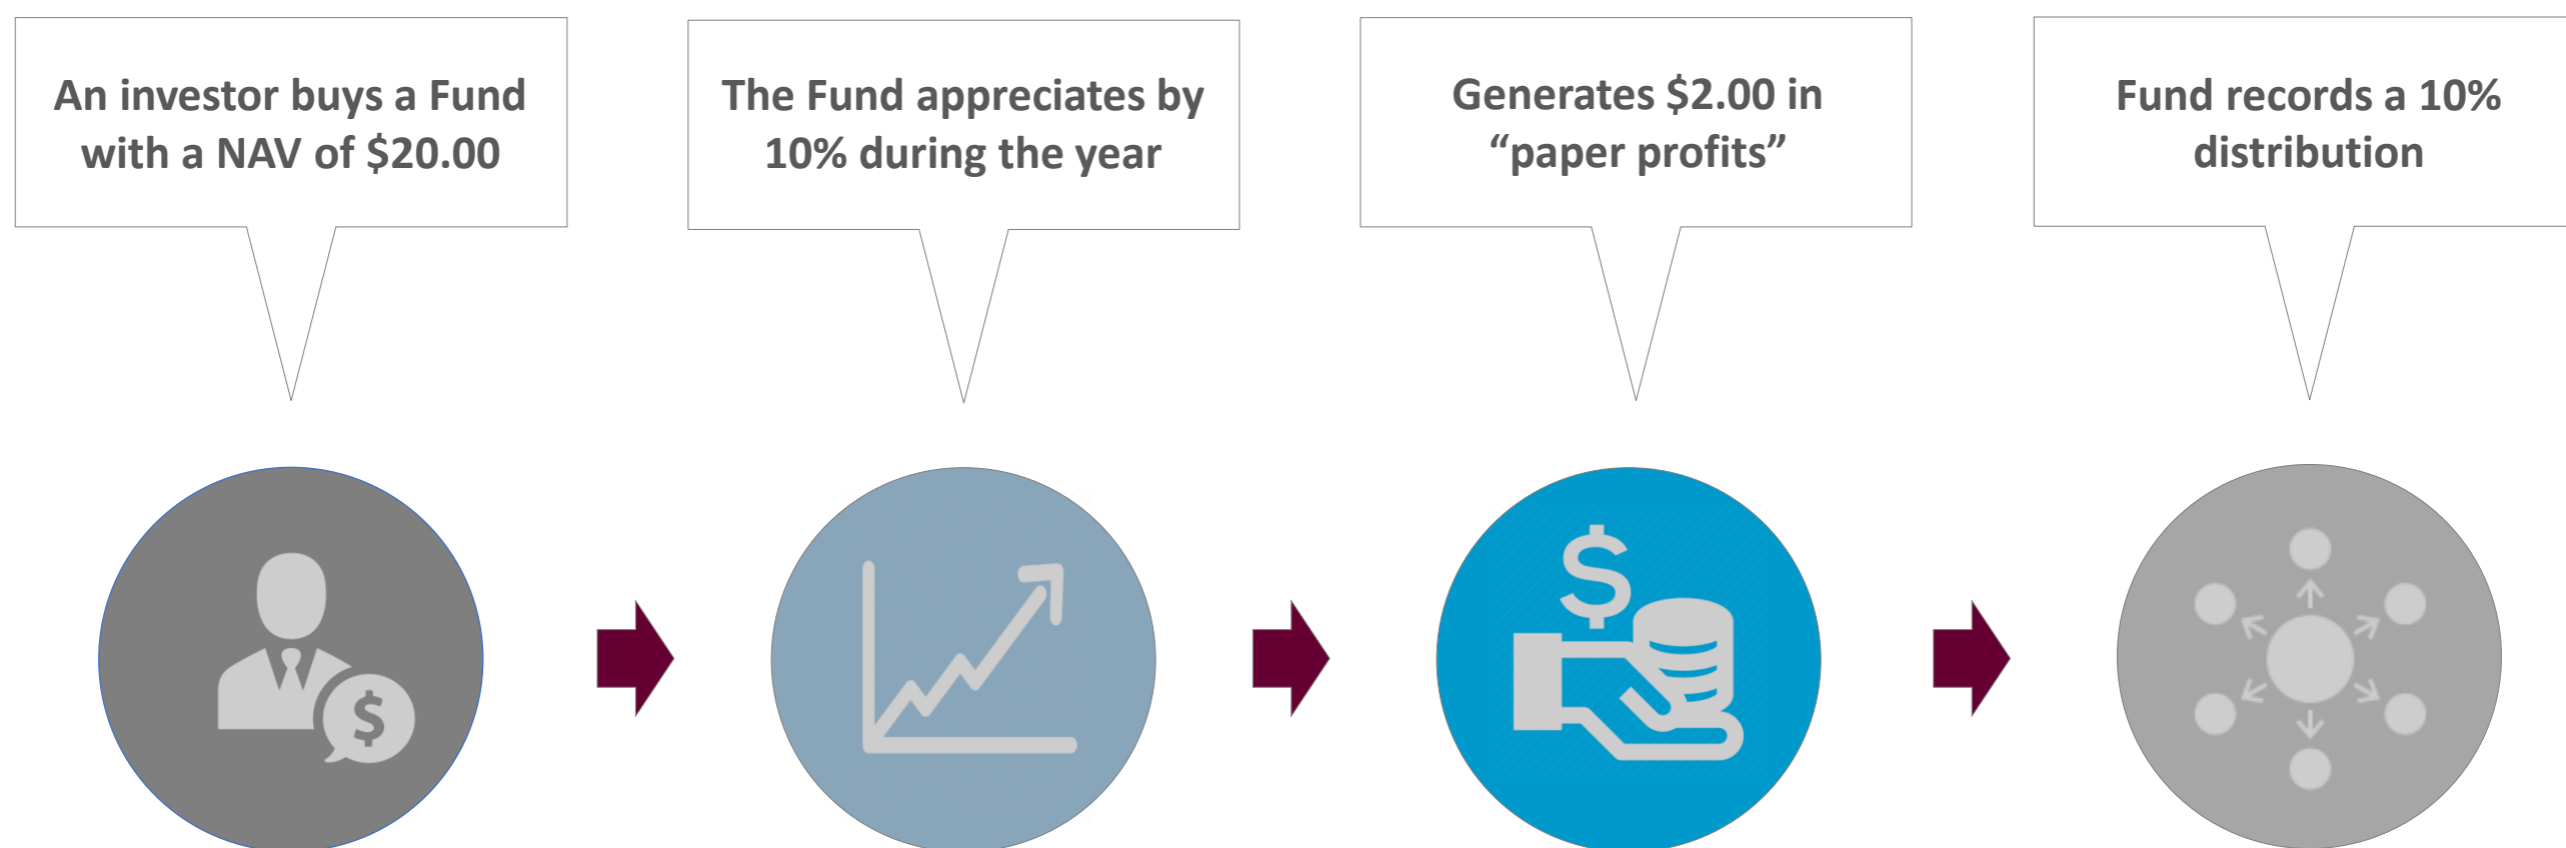 An investor buys a Fund
with a NAV of $20.00
The Fund appreciates by
10% during the year
Generates $2.00 in
“paper profits”
Fund records a 10%
distribution
$
$